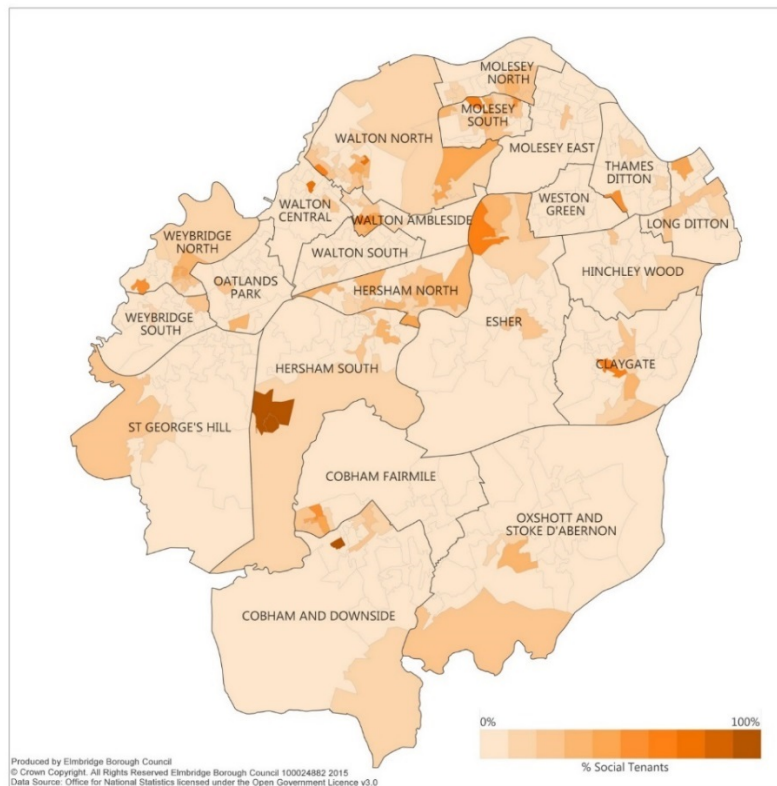 MOLESEY
NORTH
MOLESEY
SOUTH
WALTON NORTH
MOLESEY EAST
THAMES
DITTON
WALTON
CENTRAL
WESTON
GREEN
WALTON AMBLESIDE
LONG DITTON
WEYBRIDGE
NORTH
WALTON SOUTH
OATLANDS
PARK
HINCHLEY WOOD
HERSHAM NORTH
WEYBRIDGE
SOUTH
ESHER
HERSHAM SOUTH
CLAYGATE
ST GEORGE'S HILL
COBHAM FAIRMILE
OXSHOTT AND
STOKE D'ABERNON
COBHAM AND DOWNSIDE
0% 100%
% Social Tenants
Produced by Elmbridge Borough Council
© Crown Copyright. All Rights Reserved Elmbridge Borough Council 100024882 2015
Data Source: Office for National Statistics licensed under the Open Government Licence v3.0